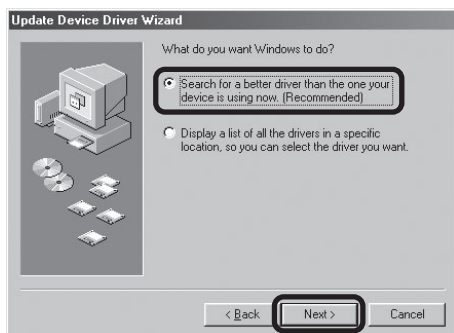 Update Device Driver Wizard
What do you want Windows to do?
Search for a better driver than the one your
device is using now. (Recommended)
Display a list of all the drivers in a specific
location, so you can select the driver you want.
< Back
Next >
Cancel